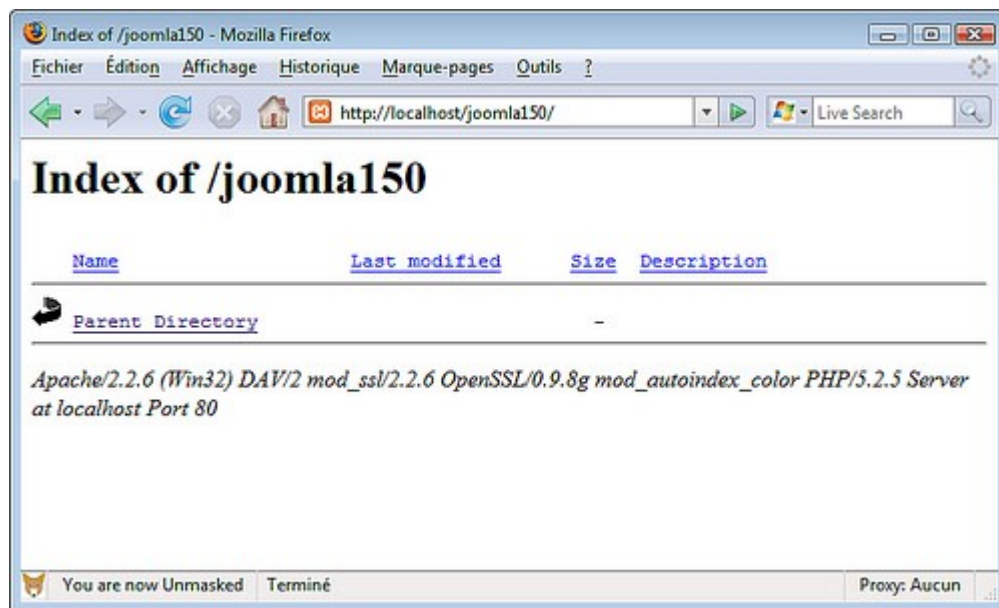 Index of /joomla150 - Mozilla Firefox
Fichier Édition Affichage Historique Marque-pages Outils ?
http://localhost/joomla150/ Live Search
Index of /joomla150
Name Last modified Size Description
Parent Directory -
Apache/2.2.6 (Win32) DAV/2 mod_ssl/2.2.6 OpenSSL/0.9.8g mod_autoindex_color PHP/5.2.5 Server
at localhost Port 80
You are now Unmasked Terminé Proxy: Aucun